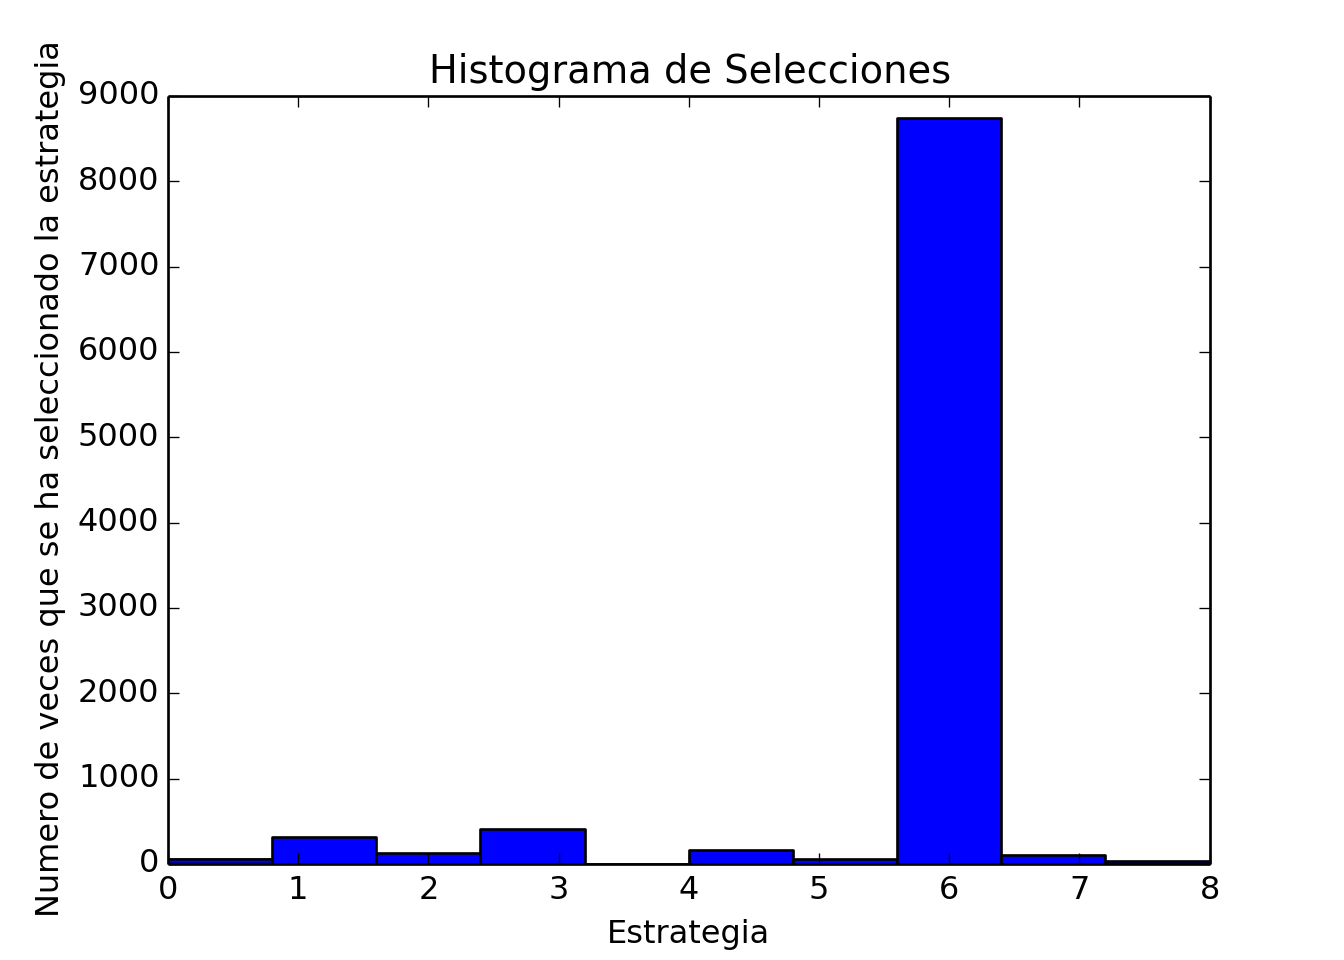 Histograma de Selecciones
Numero de veces que se ha seleccionado la estrategia
9000
8000
7000
6000
5000
4000
3000
2000
1000
0
0 1 2 3 4 5 6 7 8
Estrategia